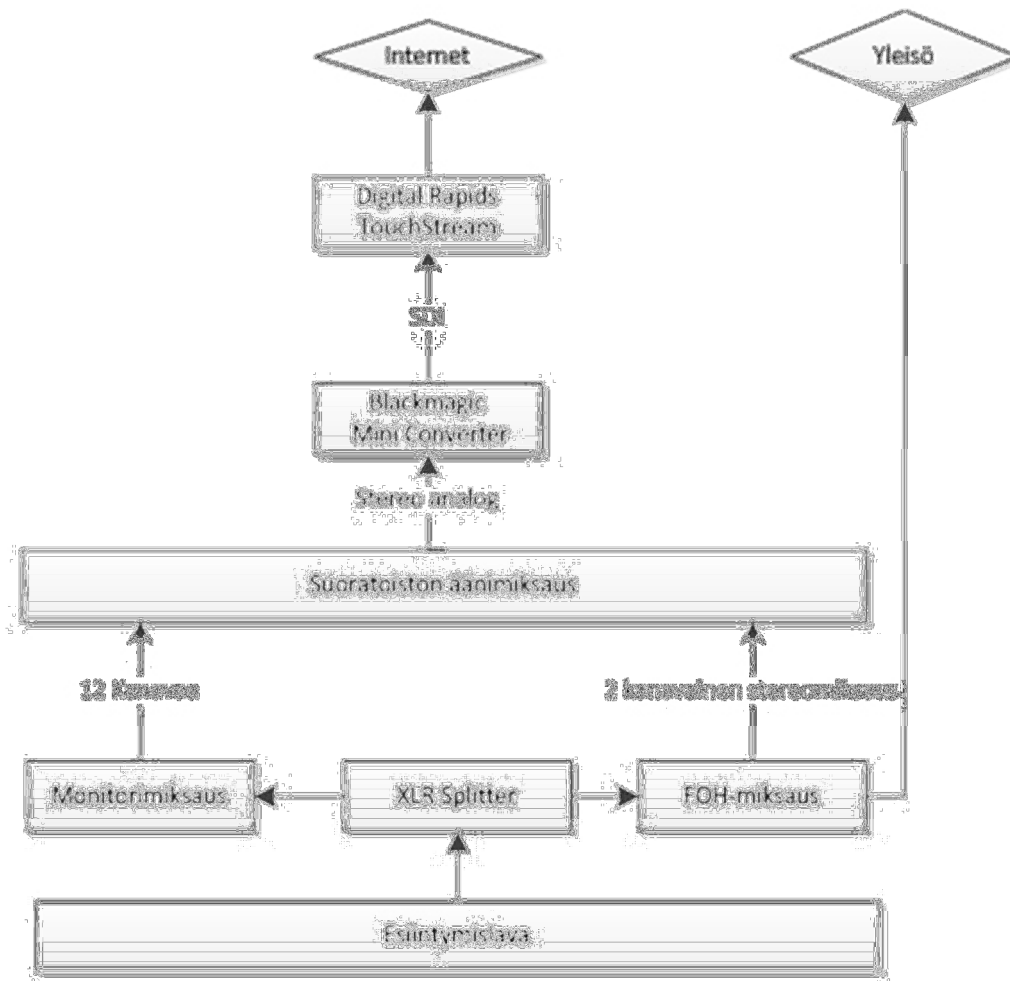 Internet
Yleisö
Digital Rapids
TouchStream
SDI
Blackmagic
Mini Converter
Stereo analog
Suoratoiston äänimiksaus
12 Kanavaa
2 kanavainen stereomiksaus
Monitorimiksaus
XLR Splitter
FOH-miksaus
Esiintymislava